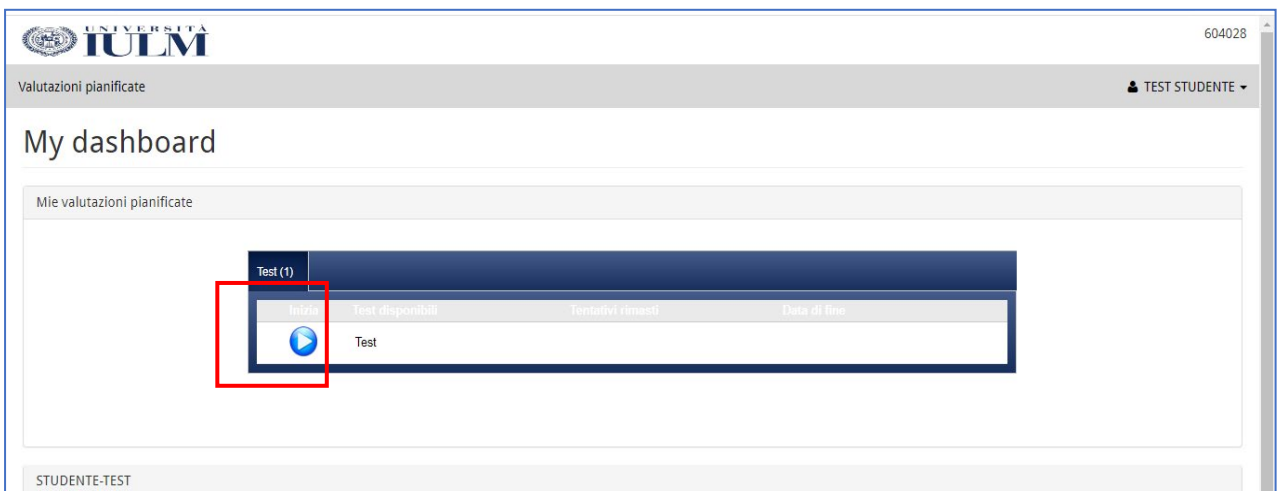 UNIVERSITÀ
IULM
604028
Valutazioni pianificate
TEST STUDENTE
My dashboard
Mie valutazioni pianificate
Test (1)
Inizia Test disponibili Tentativi rimasti Data di fine
Test
STUDENTE-TEST